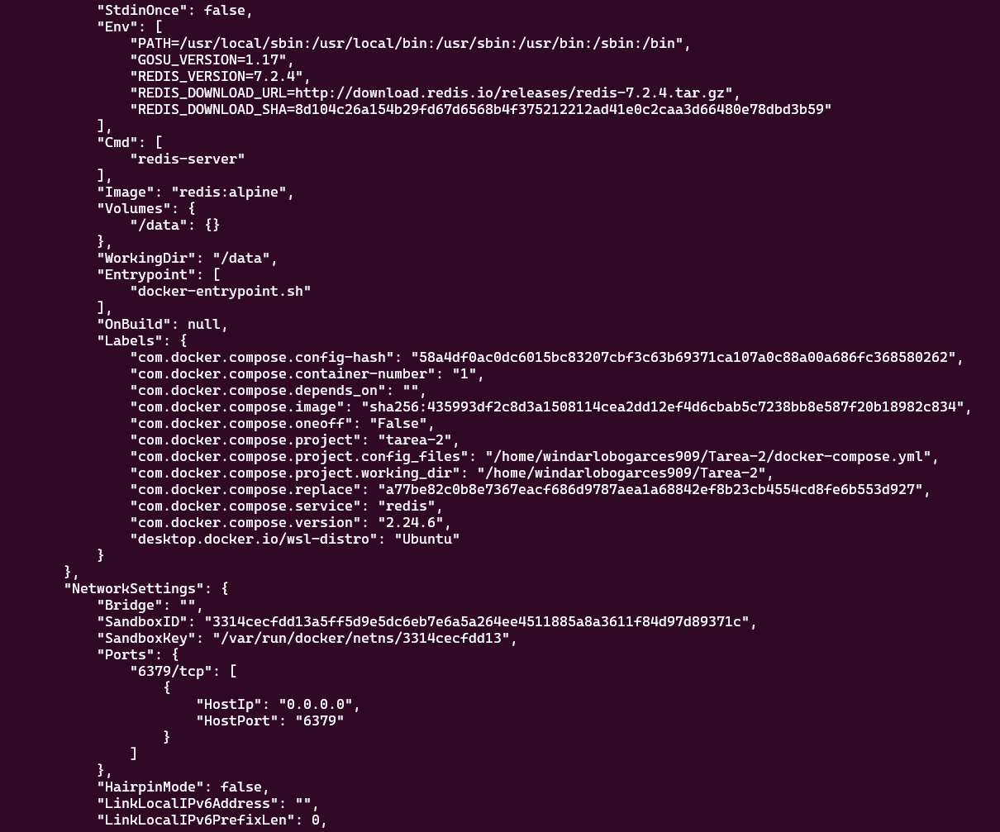 "StdinOnce": false,
"Env": [
"PATH=/usr/local/sbin:/usr/local/bin:/usr/sbin:/usr/bin:/sbin:/bin",
"GOSU_VERSION=1.17",
"REDIS_VERSION=7.2.4",
"REDIS_DOWNLOAD_URL=http://download.redis.io/releases/redis-7.2.4.tar.gz",
"REDIS_DOWNLOAD_SHA=8d104c26a154b29fd67d6568b4f375212212ad41e0c2caa3d66480e78dbd3b59"
],
"Cmd": [
"redis-server"
],
"Image": "redis:alpine",
"Volumes": {
"/data": {}
},
"WorkingDir": "/data",
"Entrypoint": [
"docker-entrypoint.sh"
],
"OnBuild": null,
"Labels": {
"com.docker.compose.config-hash": "58a4df0ac0dc6015bc83207cbf3c63b69371ca107a0c88a00a686fc368580262",
"com.docker.compose.container-number": "1",
"com.docker.compose.depends_on": "",
"com.docker.compose.image": "sha256:435993df2c8d3a1508114cea2dd12ef4d6cbab5c7238bb8e587f20b18982c834",
"com.docker.compose.oneoff": "False",
"com.docker.compose.project": "tarea-2",
"com.docker.compose.project.config_files": "/home/windarlobogarces909/Tarea-2/docker-compose.yml",
"com.docker.compose.project.working_dir": "/home/windarlobogarces909/Tarea-2",
"com.docker.compose.replace": "a77be82c0b8e7367eacf686d9787aea1a68842ef8b23cb4554cd8fe6b553d927",
"com.docker.compose.service": "redis",
"com.docker.compose.version": "2.24.6",
"desktop.docker.io/wsl-distro": "Ubuntu"
}
},
"NetworkSettings": {
"Bridge": "",
"SandboxID": "3314cecfdd13a5ff5d9e5dc6eb7e6a5a264ee4511885a8a3611f84d97d89371c",
"SandboxKey": "/var/run/docker/netns/3314cecfdd13",
"Ports": {
"6379/tcp": [
{
"HostIp": "0.0.0.0",
"HostPort": "6379"
}
]
},
"HairpinMode": false,
"LinkLocalIPv6Address": "",
"LinkLocalIPv6PrefixLen": 0,